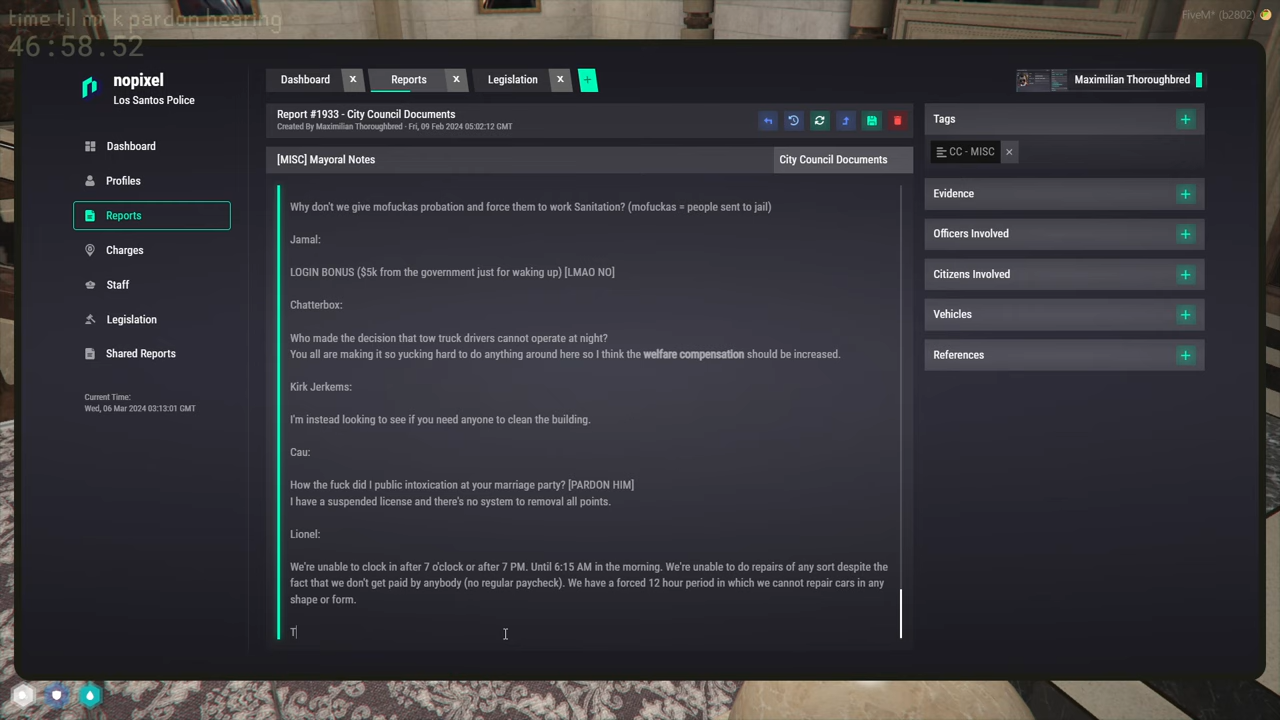 time til mr k pardon hearing
46:58.52
FiveM* (b2802)
nopixel
Los Santos Police
Dashboard
Profiles
Reports
Charges
Staff
Legislation
Shared Reports
Current Time:
Wed, 06 Mar 2024 03:13:01 GMT
Dashboard x Reports x Legislation x +
Maximilian Thoroughbred
Report #1933 - City Council Documents
Created By Maximilian Thoroughbred · Fri, 09 Feb 2024 05:02:12 GMT
[MISC] Mayoral Notes
City Council Documents
Why don't we give mofuckas probation and force them to work Sanitation? (mofuckas = people sent to jail)
Jamal:
LOGIN BONUS ($5k from the government just for waking up) [LMAO NO]
Chatterbox:
Who made the decision that tow truck drivers cannot operate at night?
You all are making it so yucking hard to do anything around here so I think the welfare compensation should be increased.
Kirk Jerkems:
I'm instead looking to see if you need anyone to clean the building.
Cau:
How the fuck did I public intoxication at your marriage party? [PARDON HIM]
I have a suspended license and there's no system to removal all points.
Lionel:
We're unable to clock in after 7 o'clock or after 7 PM. Until 6:15 AM in the morning. We're unable to do repairs of any sort despite the
fact that we don't get paid by anybody (no regular paycheck). We have a forced 12 hour period in which we cannot repair cars in any
shape or form.
T
Tags +
CC - MISC x
Evidence +
Officers Involved +
Citizens Involved +
Vehicles +
References +